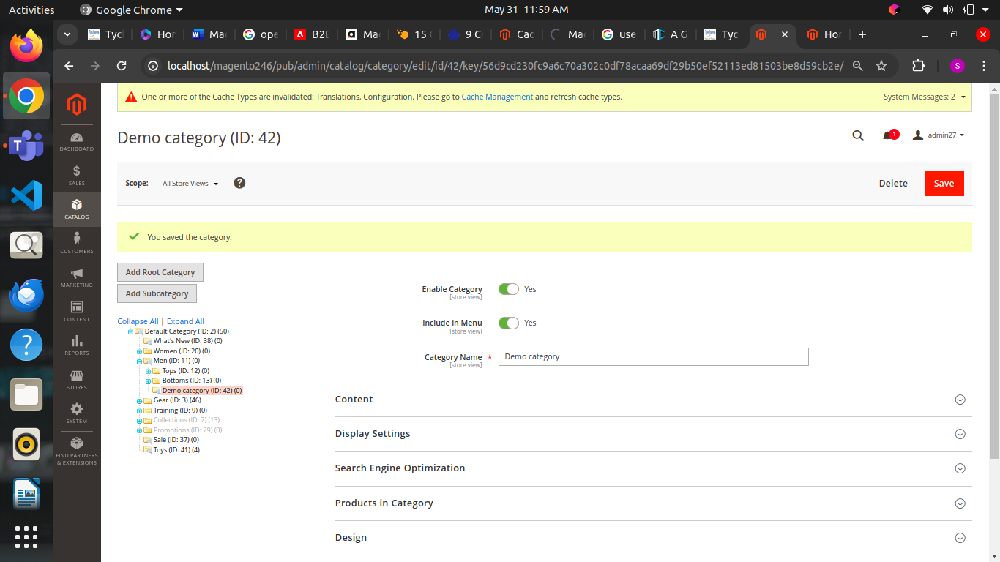 Activities
Google Chrome
May 31 11:59 AM
Tych
Hor
Ma
ope
B2E
Ma
15
9 C
Cac
Ma
use
A G
Tyc
Hor
localhost/magento246/pub/admin/catalog/category/edit/id/42/key/56d9cd230fc9a6c70a302c0df78acaa69df29b50ef52113ed81503be8d59cb2e/
S
One or more of the Cache Types are invalidated: Translations, Configuration. Please go to Cache Management and refresh cache types.
System Messages: 2
Demo category (ID: 42)
1
admin27
DASHBOARD
SALES
CATALOG
CUSTOMERS
MARKETING
CONTENT
REPORTS
STORES
SYSTEM
FIND PARTNERS
& EXTENSIONS
Scope:
All Store Views
?
Delete
Save
You saved the category.
Add Root Category
Add Subcategory
Collapse All | Expand All
Default Category (ID: 2) (50)
What's New (ID: 38) (0)
Women (ID: 20) (0)
Men (ID: 11) (0)
Tops (ID: 12) (0)
Bottoms (ID: 13) (0)
Demo category (ID: 42) (0)
Gear (ID: 3) (46)
Training (ID: 9) (0)
Collections (ID: 7) (13)
Promotions (ID: 29) (0)
Sale (ID: 37) (0)
Toys (ID: 41) (4)
Enable Category
[store view]
Yes
Include in Menu
[store view]
Yes
Category Name *
[store view]
Demo category
Content
Display Settings
Search Engine Optimization
Products in Category
Design